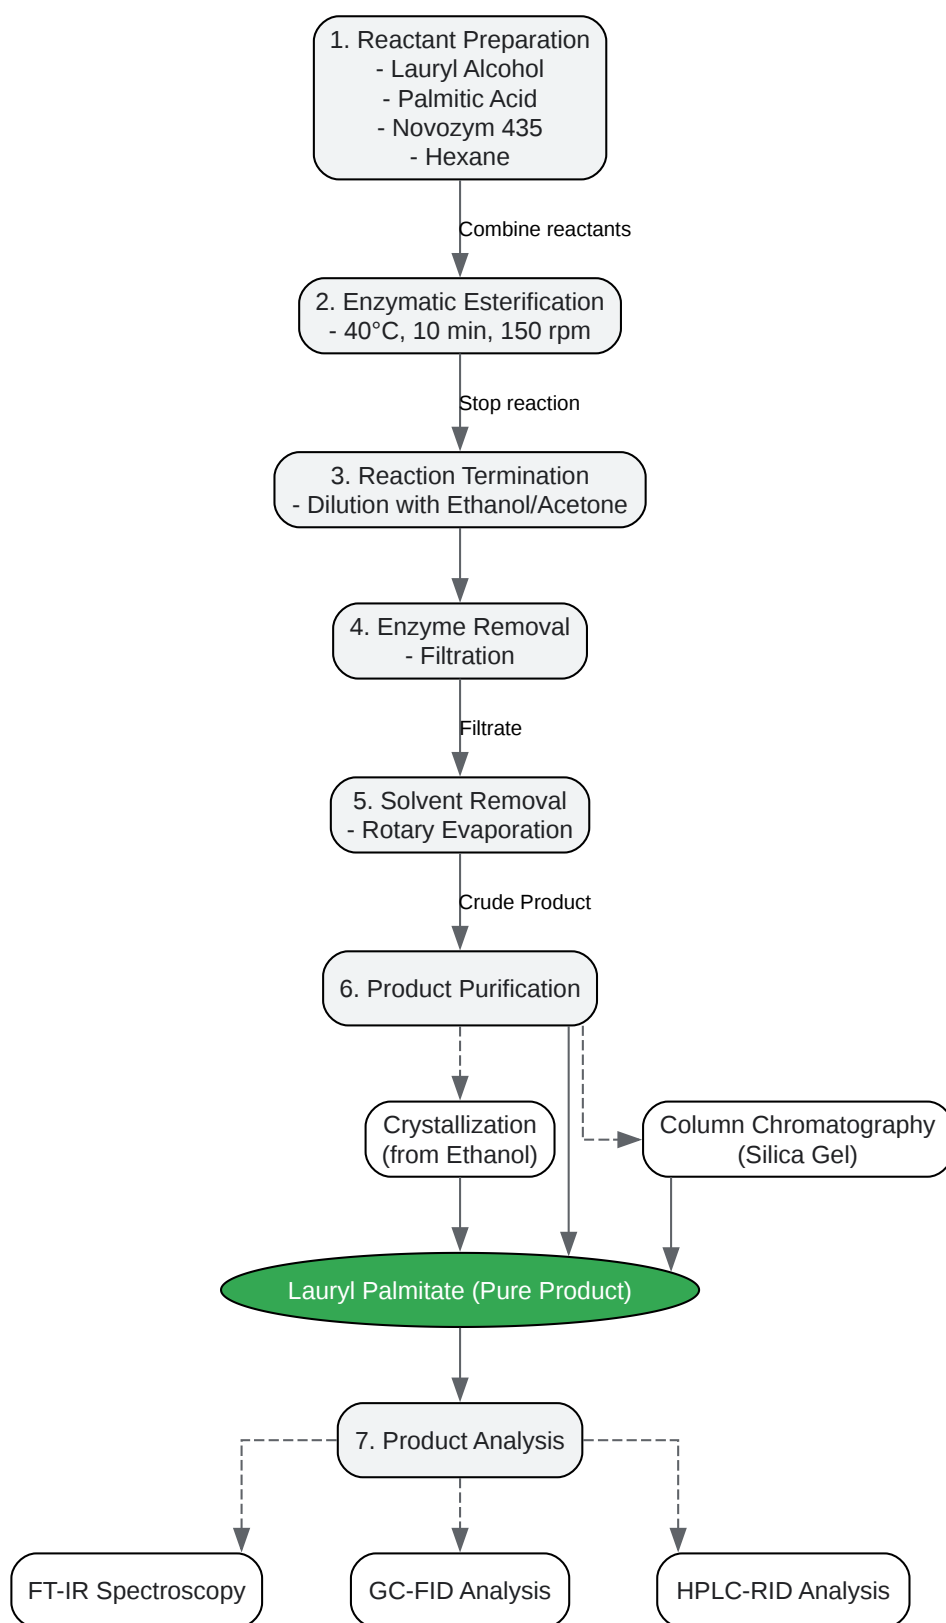 1. Reactant Preparation
- Lauryl Alcohol
- Palmitic Acid
- Novozym 435
- Hexane
Combine reactants
2. Enzymatic Esterification
- 40°C, 10 min, 150 rpm
Stop reaction
3. Reaction Termination
- Dilution with Ethanol/Acetone
4. Enzyme Removal
- Filtration
Filtrate
5. Solvent Removal
- Rotary Evaporation
Crude Product
6. Product Purification
Crystallization
(from Ethanol)
Column Chromatography
(Silica Gel)
Lauryl Palmitate (Pure Product)
7. Product Analysis
FT-IR Spectroscopy
GC-FID Analysis
HPLC-RID Analysis